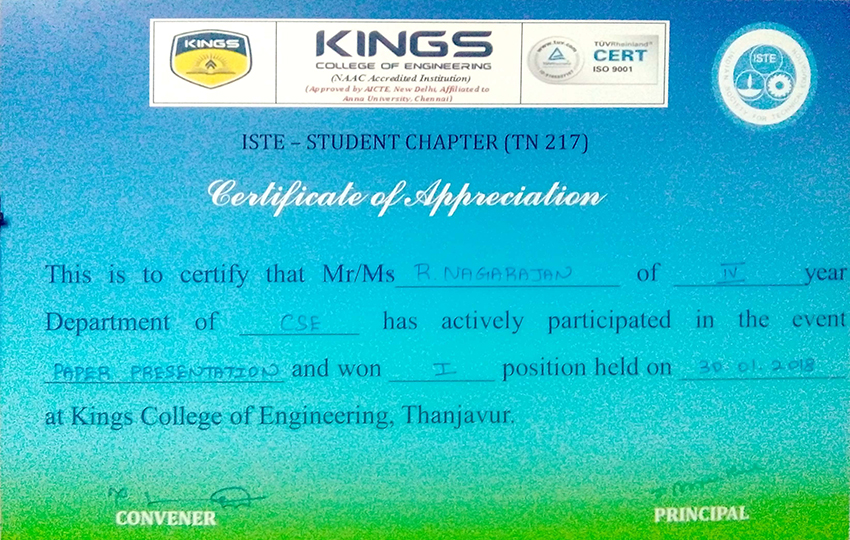 KINGS
KINGS
COLLEGE OF ENGINEERING
(NAAC Accredited Institution)
(Approved by AICTE, New Delhi, Affiliated to
Anna University, Chennai)
www.tuv.com
TÜVRheinland®
CERT
ISO 9001
ISTE
ISTE – STUDENT CHAPTER (TN 217)
Certificate of Appreciation
This is to certify that Mr/Ms R. NAGARAJAN of IV year
Department of CSE has actively participated in the event
PAPER PRESENTATION and won I position held on 30.01.2018
at Kings College of Engineering, Thanjavur.
CONVENER
PRINCIPAL